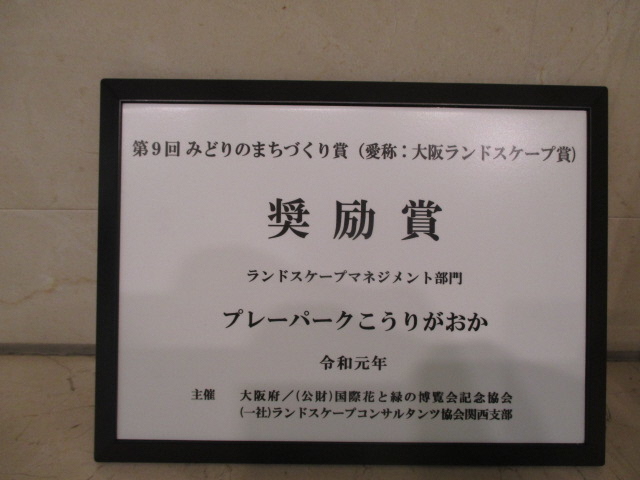 第9回 みどりのまちづくり賞（愛称：大阪ランドスケープ賞）
奨励賞
ランドスケープマネジメント部門
プレーパークこうりがおか
令和元年
主催 大阪府／(公財)国際花と緑の博覧会記念協会
(一社)ランドスケープコンサルタンツ協会関西支部